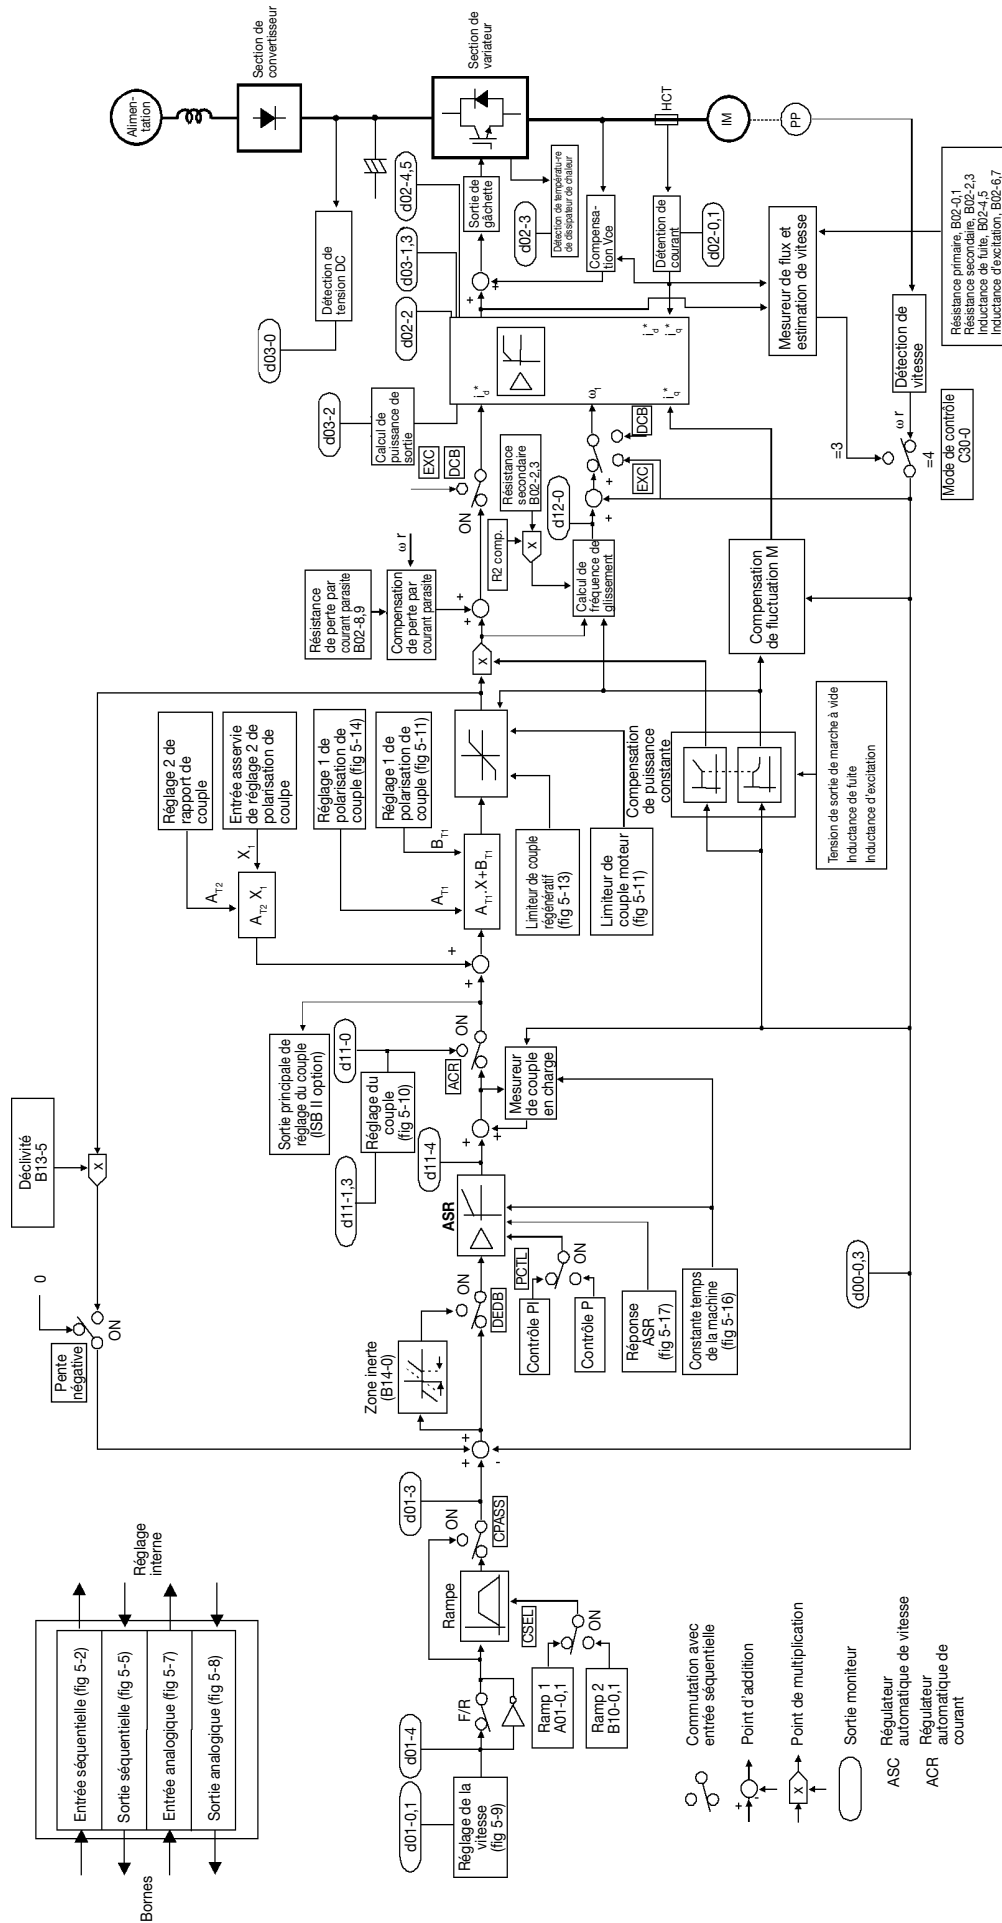 Bornes
Réglage
interne
Entrée séquentielle (fig 5-2)
Sortie séquentielle (fig 5-5)
Entrée analogique (fig 5-7)
Sortie analogique (fig 5-8)
d01-0,1
d01-4
Réglage de la
vitesse
(fig 5-9)
F/R
Rampe
CSEL
ON
Ramp 1
A01-0,1
Ramp 2
B10-0,1
ON
CPASS
d01-3
+
+
-
Pente
négative
0
ON
Déclivité
B13-5
x
Zone inerte
(B14-0)
ON
DEDB
ASR
PCTL
ON
Contrôle PI
Contrôle P
Réponse
ASR
(fig 5-17)
Constante temps
de la machine
(fig 5-16)
d00-0,3
d11-1,3
d11-4
d11-0
Réglage du
couple
(fig 5-10)
Sortie principale de
réglage du couple
(ISB II option)
+
+
ACR
ON
Mesureur
de couple
en charge
+
+
Réglage 2 de
rapport de
couple
Entrée asservie
de réglage 2 de
polarisation de
coulpe
AT2
X1
AT2 X1
Réglage 1 de
polarisation de
couple (fig 5-14)
Réglage 1 de
polarisation de
couple (fig 5-11)
AT1
BT1
AT1.X+BT1
Limiteur de couple
régénératif
(fig 5-13)
Limiteur de
couple moteur
(fig 5-11)
Compensation
de puissance
constante
Tension de sortie de marche à vide
Inductance de fuite
Inductance d'excitation
x
Résistance
de perte par
courant parasite
B02-8,9
Compensation
de perte par
courant parasite
ω r
+
+
R2 comp.
Résistance
secondaire
B02-2,3
x
Calcul de
fréquence de
glissement
d12-0
+
+
Compensation
de fluctuation M
ON
EXC
DCB
EXC
DCB
d03-2
Calcul de
puissance de
sortie
d03-0
Détection de
tension DC
d02-2
d03-1,3
d02-4,5
id*
ω1
iq*
id*
iq*
+
+
Sortie de
gâchette
d02-3
Détection de températu-re
de dissipateur de chaleur
Compensa-
tion Vce
Détention de
courant
d02-0,1
Mesureur de flux et
estimation de vitesse
Alimen-
tation
Section de
convertisseur
Section de
variateur
HCT
IM
PP
Résistance primaire, B02-0,1
Résistance secondaire, B02-2,3
Inductance de fuite, B02-4,5
Inductance d'excitation, B02-6,7
Détection de
vitesse
ω r
=3
=4
Mode de contrôle
C30-0
Commutation avec
entrée séquentielle
+
-
Point d'addition
x
Point de multiplication
Sortie moniteur
ASC
Régulateur
automatique de vitesse
ACR
Régulateur
automatique de
courant